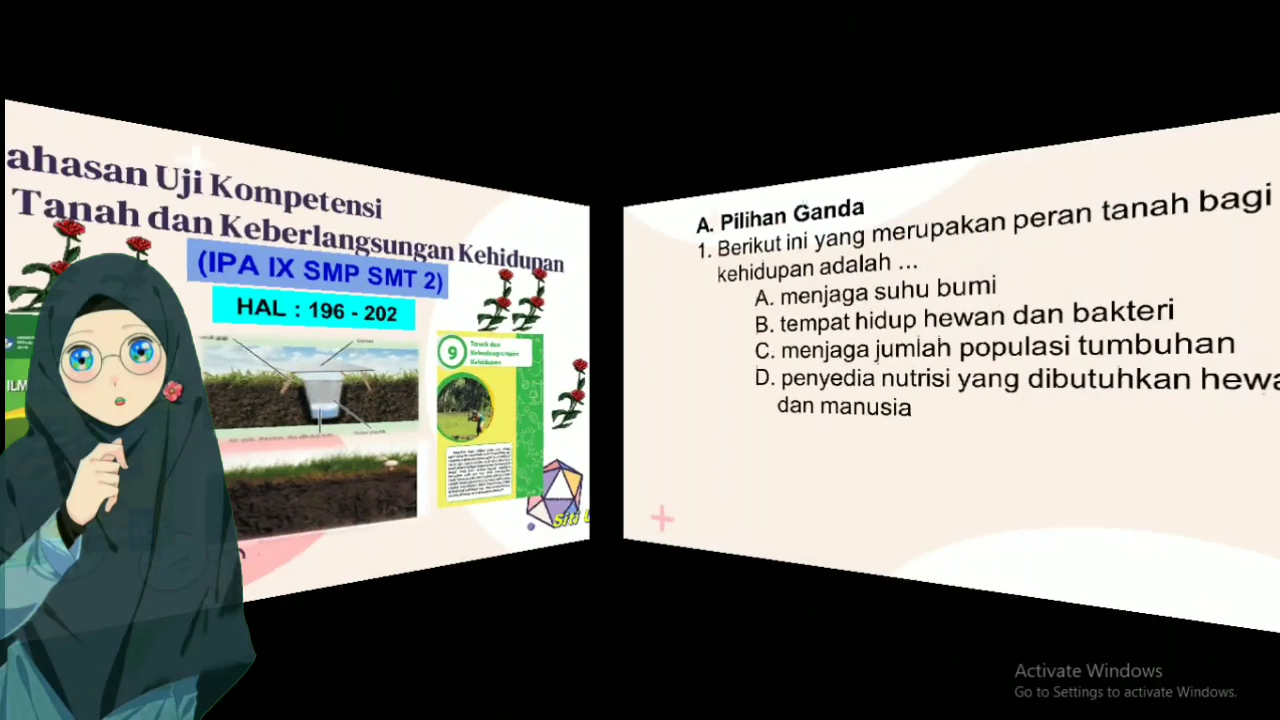 ahasan Uji Kompetensi
Tanah dan Keberlangsungan Kehidupan
(IPA IX SMP SMT 2)
HAL : 196 - 202
9
Tanah dan
Keberlangsungan
Kehidupan
ILM
Siti
A. Pilihan Ganda
1. Berikut ini yang merupakan peran tanah bagi
kehidupan adalah ...
A. menjaga suhu bumi
B. tempat hidup hewan dan bakteri
C. menjaga jumlah populasi tumbuhan
D. penyedia nutrisi yang dibutuhkan hewa
dan manusia
Activate Windows
Go to Settings to activate Windows.